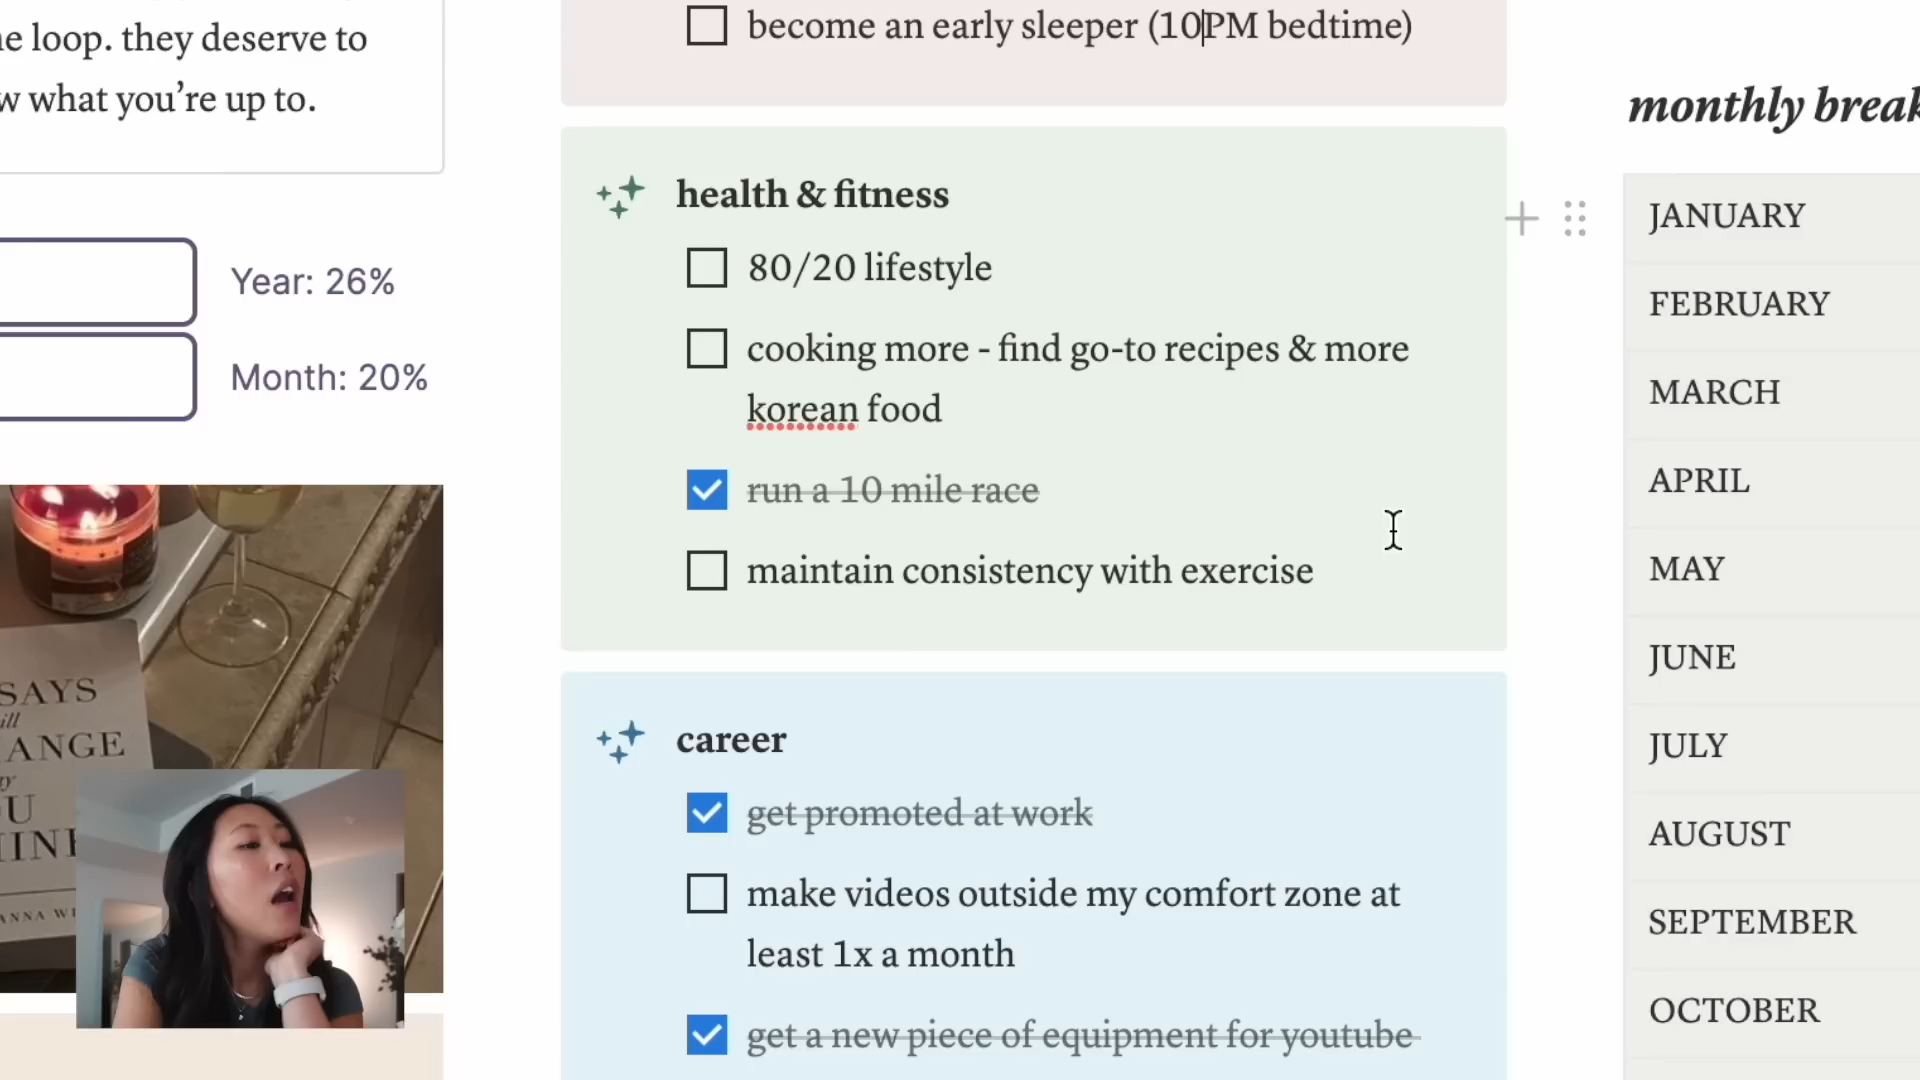 e loop. they deserve to
w what you’re up to.
Year: 26%
Month: 20%
SAYS
ANGE
U
ANNA W
become an early sleeper (10PM bedtime)
health & fitness
80/20 lifestyle
cooking more - find go-to recipes & more
korean food
run a 10 mile race
maintain consistency with exercise
career
get promoted at work
make videos outside my comfort zone at
least 1x a month
get a new piece of equipment for youtube
monthly break
JANUARY
FEBRUARY
MARCH
APRIL
MAY
JUNE
JULY
AUGUST
SEPTEMBER
OCTOBER